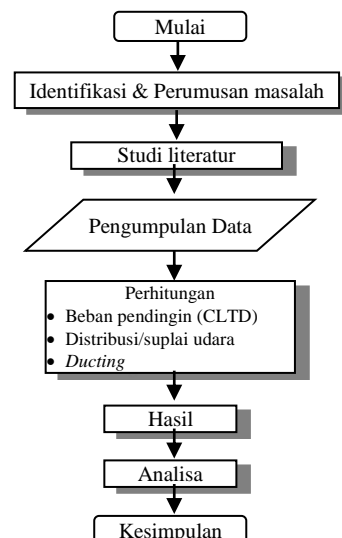 Mulai
Identifikasi & Perumusan masalah
Studi literatur
Pengumpulan Data
Perhitungan
• Beban pendingin (CLTD)
• Distribusi/suplai udara
• Ducting
Hasil
Analisa
Kesimpulan